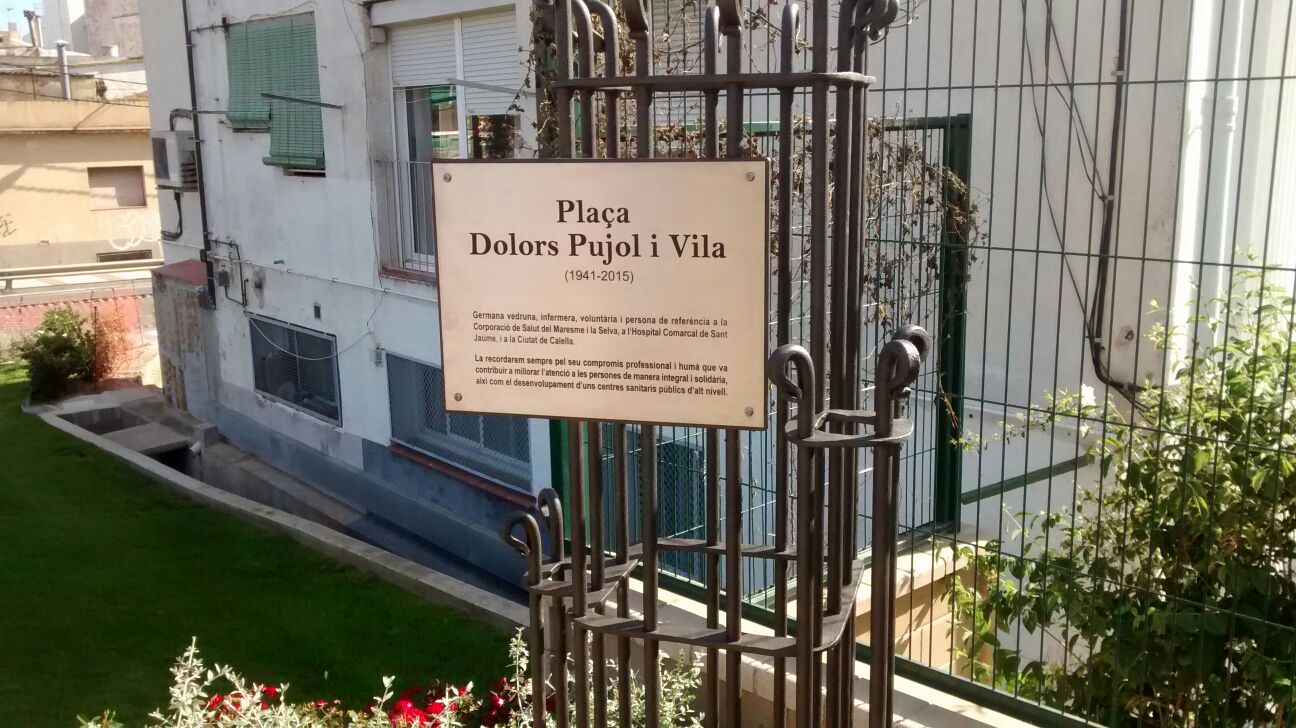 Plaça
Dolors Pujol i Vila
(1941-2015)
Germana vedruna, infermera, voluntària i persona de referència a la
Corporació de Salut del Maresme i la Selva, a l'Hospital Comarcal de Sant
Jaume, i a la Ciutat de Calella.
La recordarem sempre pel seu compromís professional i humà que va
contribuir a millorar l'atenció a les persones de manera integral i solidària,
així com el desenvolupament d'uns centres sanitaris públics d'alt nivell.